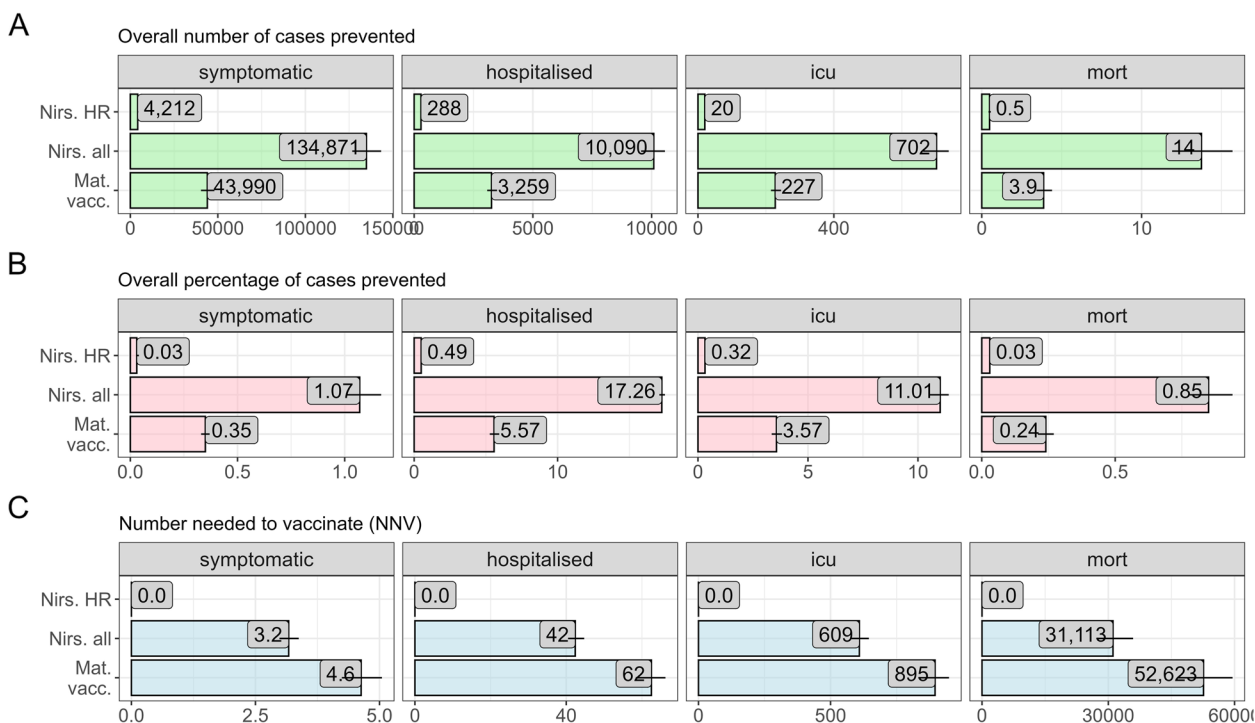 A
Overall number of cases prevented
symptomatic hospitalised icu mort
Nirs. HR 4,212 288 20 0.5
Nirs. all 134,871 10,090 702 14
Mat. vacc. 43,990 3,259 227 3.9
0 50000 100000 150000 0 5000 10000 0 400 0 10
B
Overall percentage of cases prevented
symptomatic hospitalised icu mort
Nirs. HR 0.03 0.49 0.32 0.03
Nirs. all 1.07 17.26 11.01 0.85
Mat. vacc. 0.35 5.57 3.57 0.24
0.0 0.5 1.0 0 10 0 5 10 0.0 0.5
C
Number needed to vaccinate (NNV)
symptomatic hospitalised icu mort
Nirs. HR 0.0 0.0 0.0 0.0
Nirs. all 3.2 42 609 31,113
Mat. vacc. 4.6 62 895 52,623
0.0 2.5 5.0 0 40 0 500 0 30000 60000